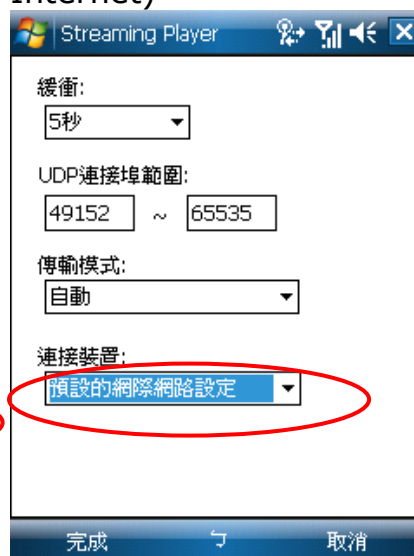 Internet)
Streaming Player
緩衝:
5秒
UDP連接埠範圍:
49152 ~ 65535
傳輸模式:
自動
連接裝置:
預設的網際網路設定
完成 ㄅ 取消